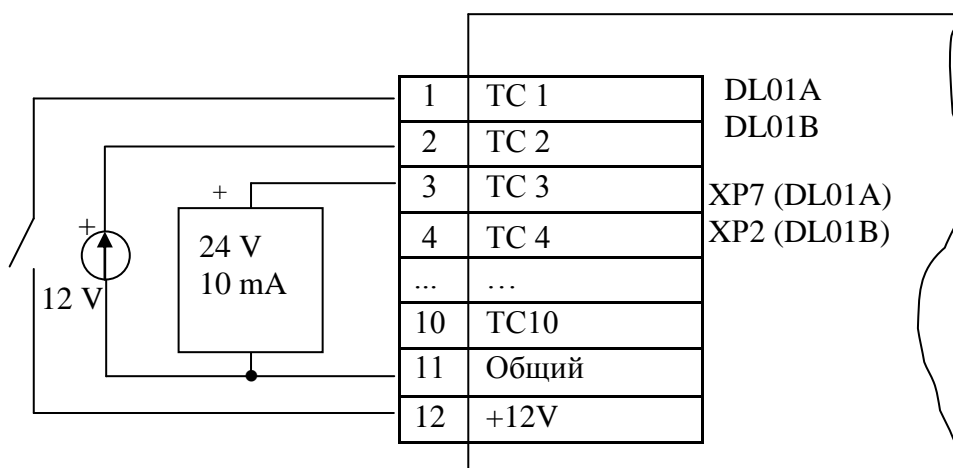 1 TC 1
2 TC 2
3 TC 3
4 TC 4
... …
10 TC10
11 Общий
12 +12V
DL01A
DL01B
XP7 (DL01A)
XP2 (DL01B)
+
12 V
+
24 V
10 mA